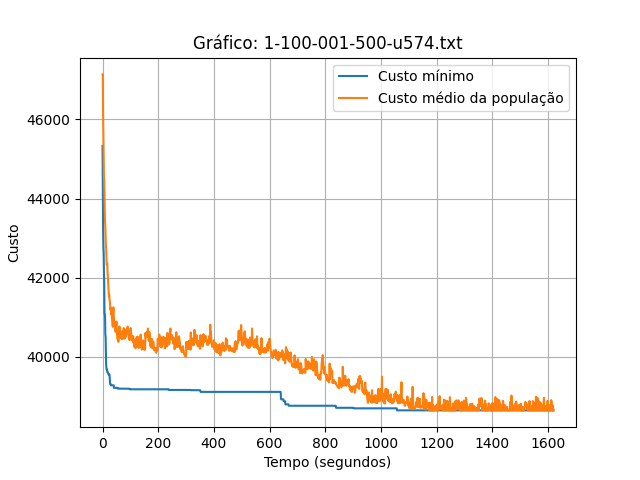 Gráfico: 1-100-001-500-u574.txt
Custo mínimo
Custo médio da população
46000
44000
42000
40000
Custo
0
200
400
600
800
1000
1200
1400
1600
Tempo (segundos)